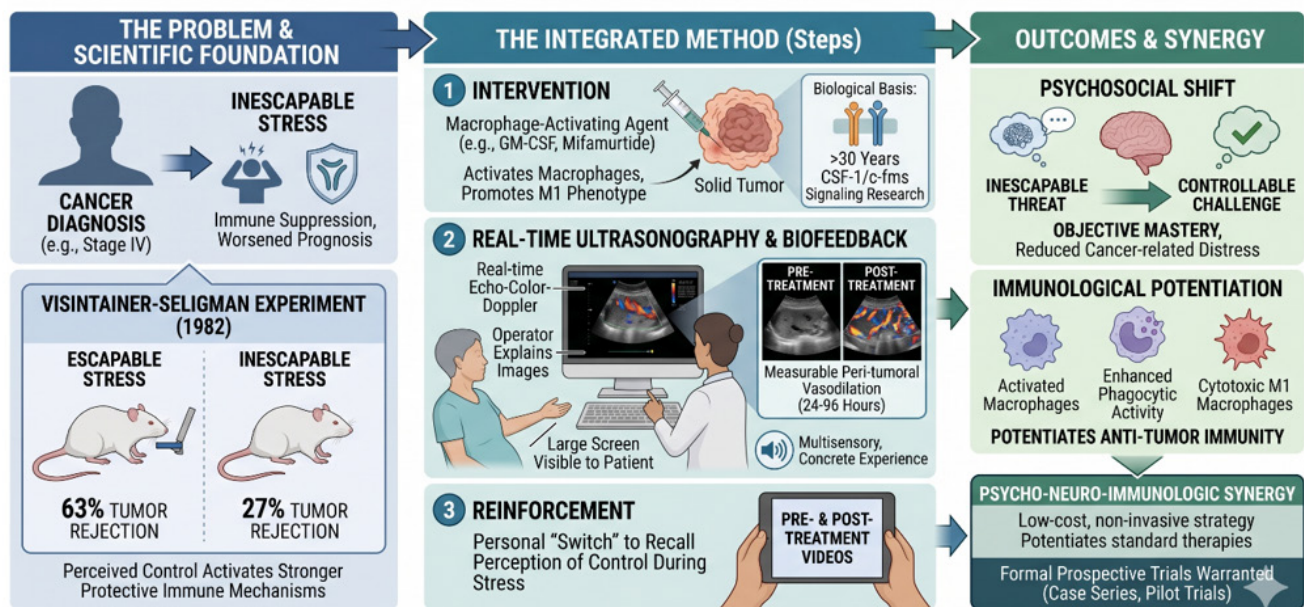 THE PROBLEM &
SCIENTIFIC FOUNDATION
CANCER
DIAGNOSIS
(e.g., Stage IV)
INESCAPABLE
STRESS
Immune Suppression,
Worsened Prognosis
VISINTAINER-SELIGMAN EXPERIMENT
(1982)
ESCAPABLE
STRESS
63% TUMOR
REJECTION
INESCAPABLE
STRESS
27% TUMOR
REJECTION
Perceived Control Activates Stronger
Protective Immune Mechanisms
THE INTEGRATED METHOD (Steps)
1 INTERVENTION
Macrophage-Activating Agent
(e.g., GM-CSF, Mifamurtide)
Activates Macrophages,
Promotes M1 Phenotype
Solid Tumor
Biological Basis:
>30 Years
CSF-1/c-fms
Signaling Research
2 REAL-TIME ULTRASONOGRAPHY & BIOFEEDBACK
Real-time
Echo-Color-
Doppler
Operator
Explains
Images
Large Screen
Visible to Patient
PRE-
TREATMENT
POST-
TREATMENT
Measurable Peri-tumoral
Vasodilation
(24-96 Hours)
Multisensory,
Concrete Experience
3 REINFORCEMENT
Personal “Switch” to Recall
Perception of Control During
Stress
PRE- & POST-
TREATMENT
VIDEOS
OUTCOMES & SYNERGY
PSYCHOSOCIAL SHIFT
INESCAPABLE
THREAT
CONTROLLABLE
CHALLENGE
OBJECTIVE MASTERY,
Reduced Cancer-related Distress
IMMUNOLOGICAL POTENTIATION
Activated
Macrophages
Enhanced
Phagocytic
Activity
Cytotoxic M1
Macrophages
POTENTIATES ANTI-TUMOR IMMUNITY
PSYCHO-NEURO-IMMUNOLOGIC SYNERGY
Low-cost, non-invasive strategy
Potentiates standard therapies
Formal Prospective Trials Warranted
(Case Series, Pilot Trials)